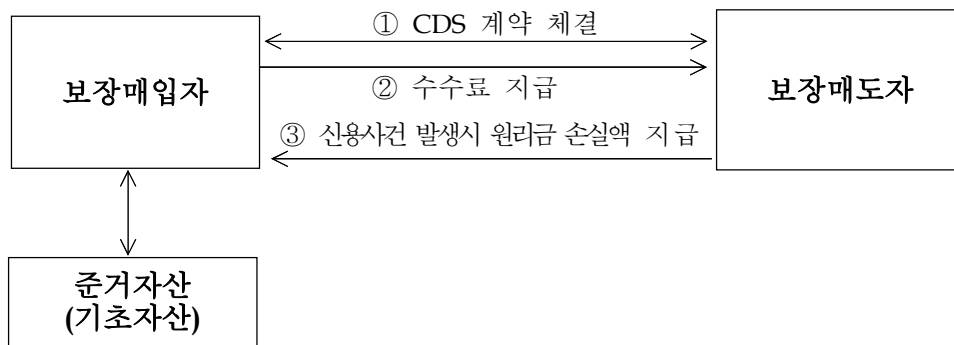 ① CDS 계약 체결
보장매입자
보장매도자
② 수수료 지급
③ 신용사건 발생시 원리금 손실액 지급
준거자산
(기초자산)